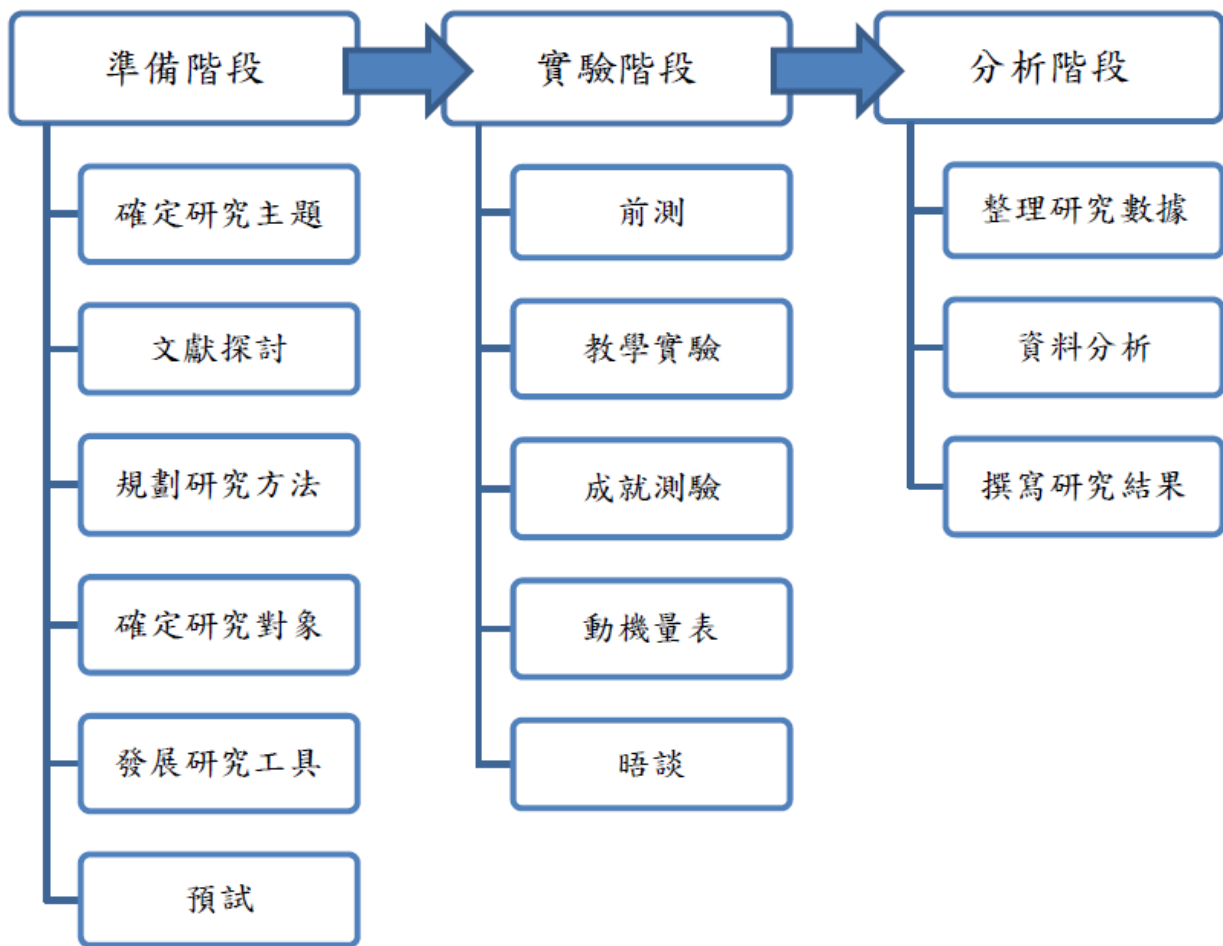 準備階段
確定研究主題
文獻探討
規劃研究方法
確定研究對象
發展研究工具
預試
實驗階段
前測
教學實驗
成就測驗
動機量表
晤談
分析階段
整理研究數據
資料分析
撰寫研究結果